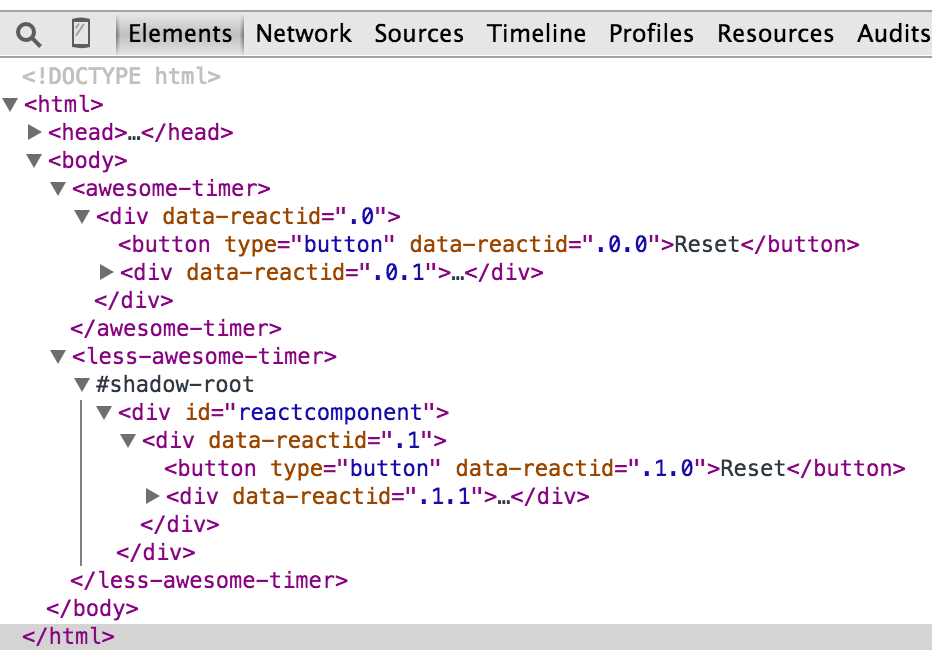 Elements Network Sources Timeline Profiles Resources Audits
<!DOCTYPE html>
<html>
<head>…</head>
<body>
<awesome-timer>
<div data-reactid=".0">
<button type="button" data-reactid=".0.0">Reset</button>
<div data-reactid=".0.1">…</div>
</div>
</awesome-timer>
<less-awesome-timer>
#shadow-root
<div id="reactcomponent">
<div data-reactid=".1">
<button type="button" data-reactid=".1.0">Reset</button>
<div data-reactid=".1.1">…</div>
</div>
</div>
</less-awesome-timer>
</body>
</html>